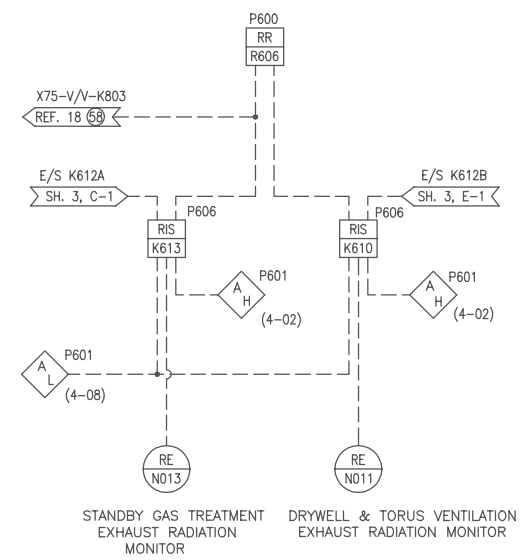 P600
RR
R606
X75-V/V-K803
REF. 18 58
E/S K612A
SH. 3, C-1
E/S K612B
SH. 3, E-1
P606
RIS
K613
P606
RIS
K610
A
H
P601
(4-02)
A
H
P601
(4-02)
A
L
P601
(4-08)
RE
N013
RE
N011
STANDBY GAS TREATMENT
EXHAUST RADIATION
MONITOR
DRYWELL & TORUS VENTILATION
EXHAUST RADIATION MONITOR